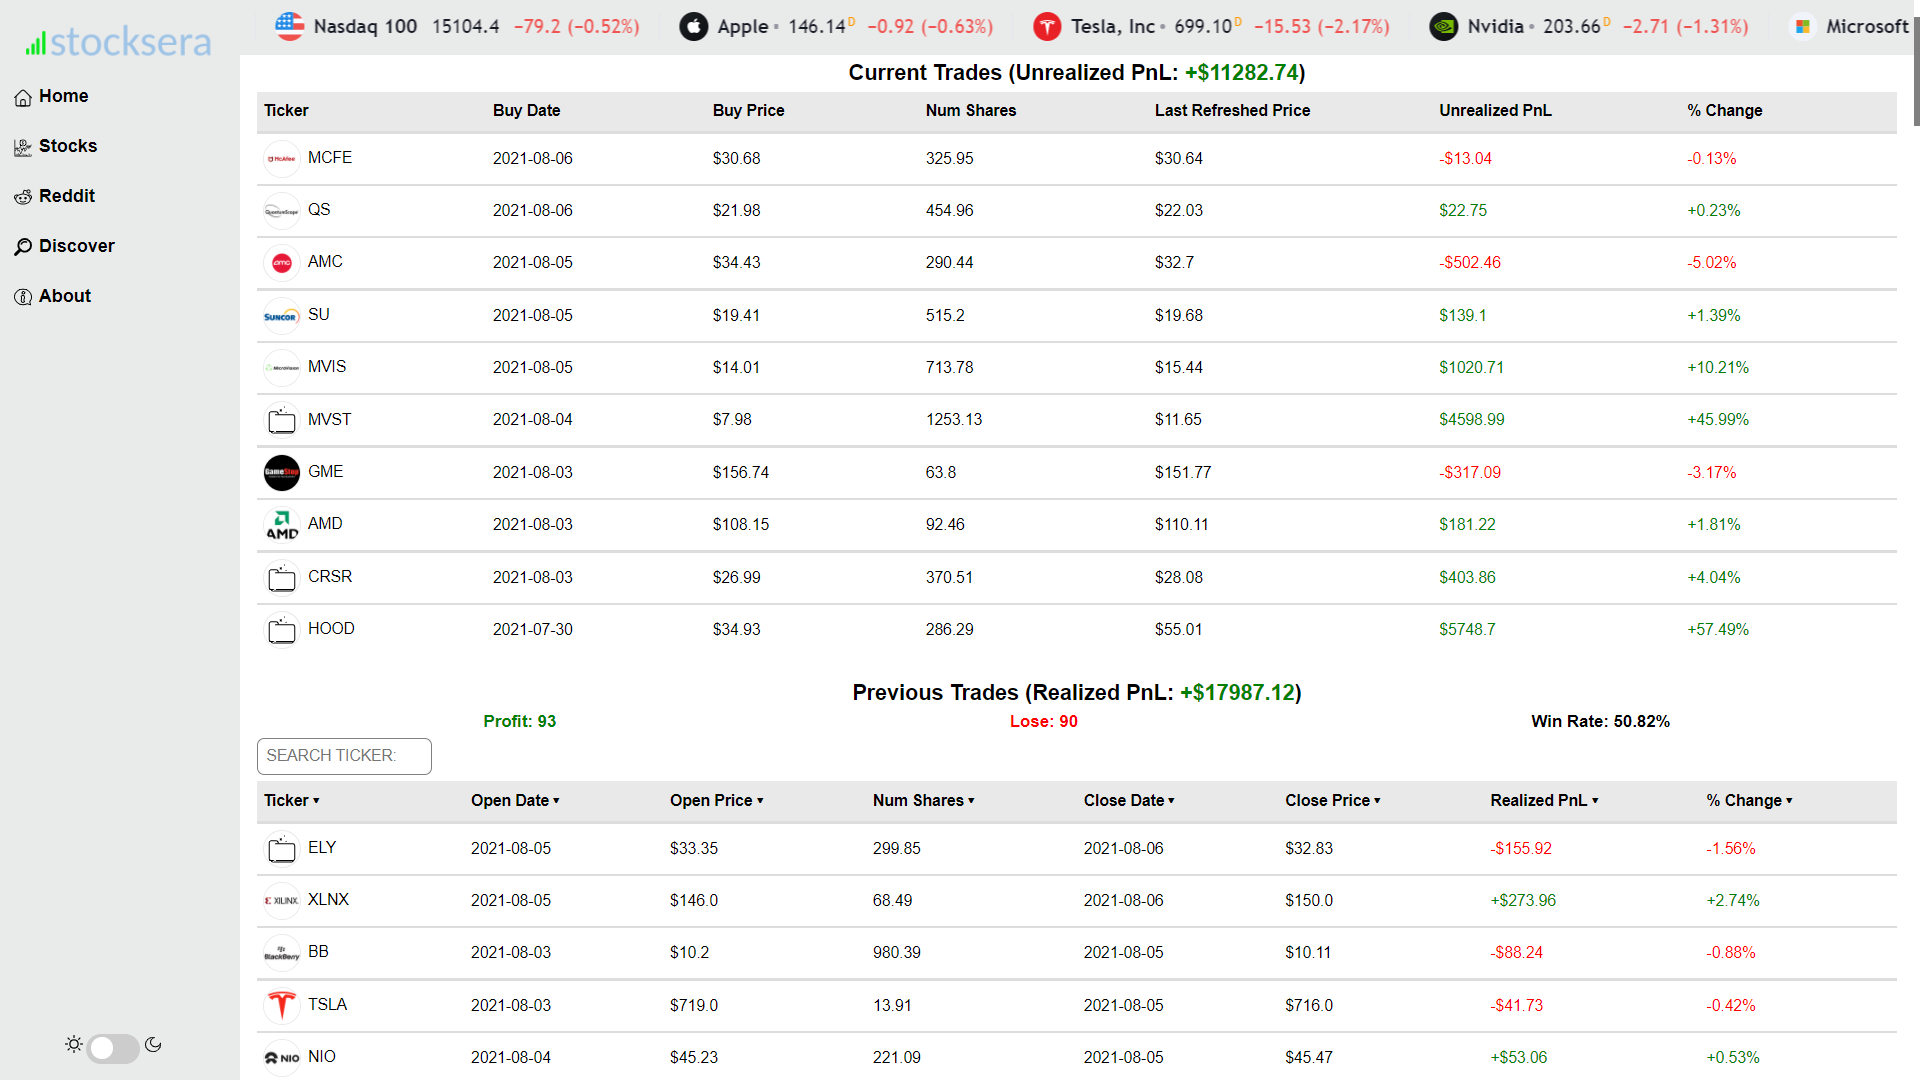 stocksera
Nasdaq 100 15104.4 −79.2 (−0.52%) Apple 146.14 D −0.92 (−0.63%) Tesla, Inc 699.10 D −15.53 (−2.17%) Nvidia 203.66 D −2.71 (−1.31%) Microsoft
Home
Stocks
Reddit
Discover
About
Current Trades (Unrealized PnL: +$11282.74)
Ticker Buy Date Buy Price Num Shares Last Refreshed Price Unrealized PnL % Change
McAfee MCFE 2021-08-06 $30.68 325.95 $30.64 -$13.04 -0.13%
QuantumScape QS 2021-08-06 $21.98 454.96 $22.03 $22.75 +0.23%
amc AMC 2021-08-05 $34.43 290.44 $32.7 -$502.46 -5.02%
SUNCOR SU 2021-08-05 $19.41 515.2 $19.68 $139.1 +1.39%
MicroVision MVIS 2021-08-05 $14.01 713.78 $15.44 $1020.71 +10.21%
MVST 2021-08-04 $7.98 1253.13 $11.65 $4598.99 +45.99%
GameStop GME 2021-08-03 $156.74 63.8 $151.77 -$317.09 -3.17%
AMD AMD 2021-08-03 $108.15 92.46 $110.11 $181.22 +1.81%
CRSR 2021-08-03 $26.99 370.51 $28.08 $403.86 +4.04%
HOOD 2021-07-30 $34.93 286.29 $55.01 $5748.7 +57.49%
Previous Trades (Realized PnL: +$17987.12)
Profit: 93 Lose: 90 Win Rate: 50.82%
SEARCH TICKER:
Ticker ▾ Open Date ▾ Open Price ▾ Num Shares ▾ Close Date ▾ Close Price ▾ Realized PnL ▾ % Change ▾
ELY 2021-08-05 $33.35 299.85 2021-08-06 $32.83 -$155.92 -1.56%
XILINX XLNX 2021-08-05 $146.0 68.49 2021-08-06 $150.0 +$273.96 +2.74%
BlackBerry BB 2021-08-03 $10.2 980.39 2021-08-05 $10.11 -$88.24 -0.88%
TSLA 2021-08-03 $719.0 13.91 2021-08-05 $716.0 -$41.73 -0.42%
NIO NIO 2021-08-04 $45.23 221.09 2021-08-05 $45.47 +$53.06 +0.53%